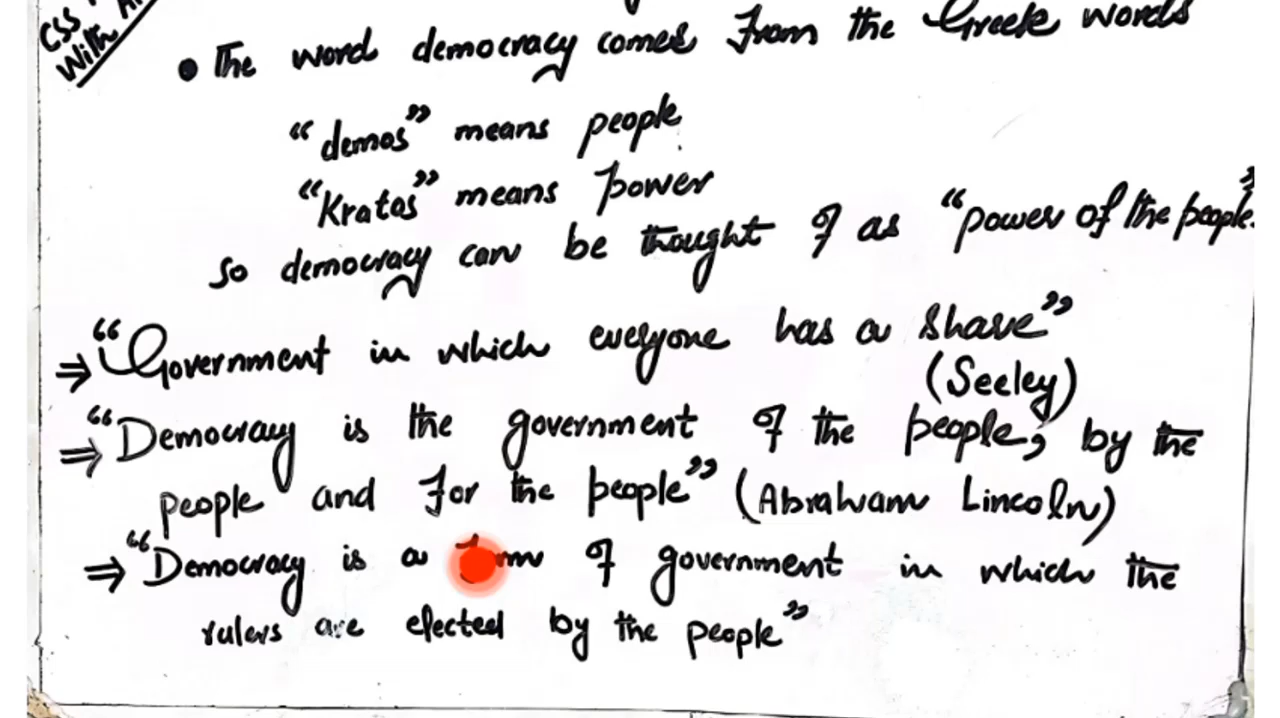 CSS
With
• The word democracy comes from the Greek words
“demos” means people
“Kratos” means power
So democracy can be thought of as “power of the people”.
⇒ “Government in which everyone has a share”
(Seeley)
⇒ “Democracy is the government of the people, by the
people and for the people” (Abraham Lincoln)
⇒ “Democracy is a of government in which the
rulers are elected by the people”